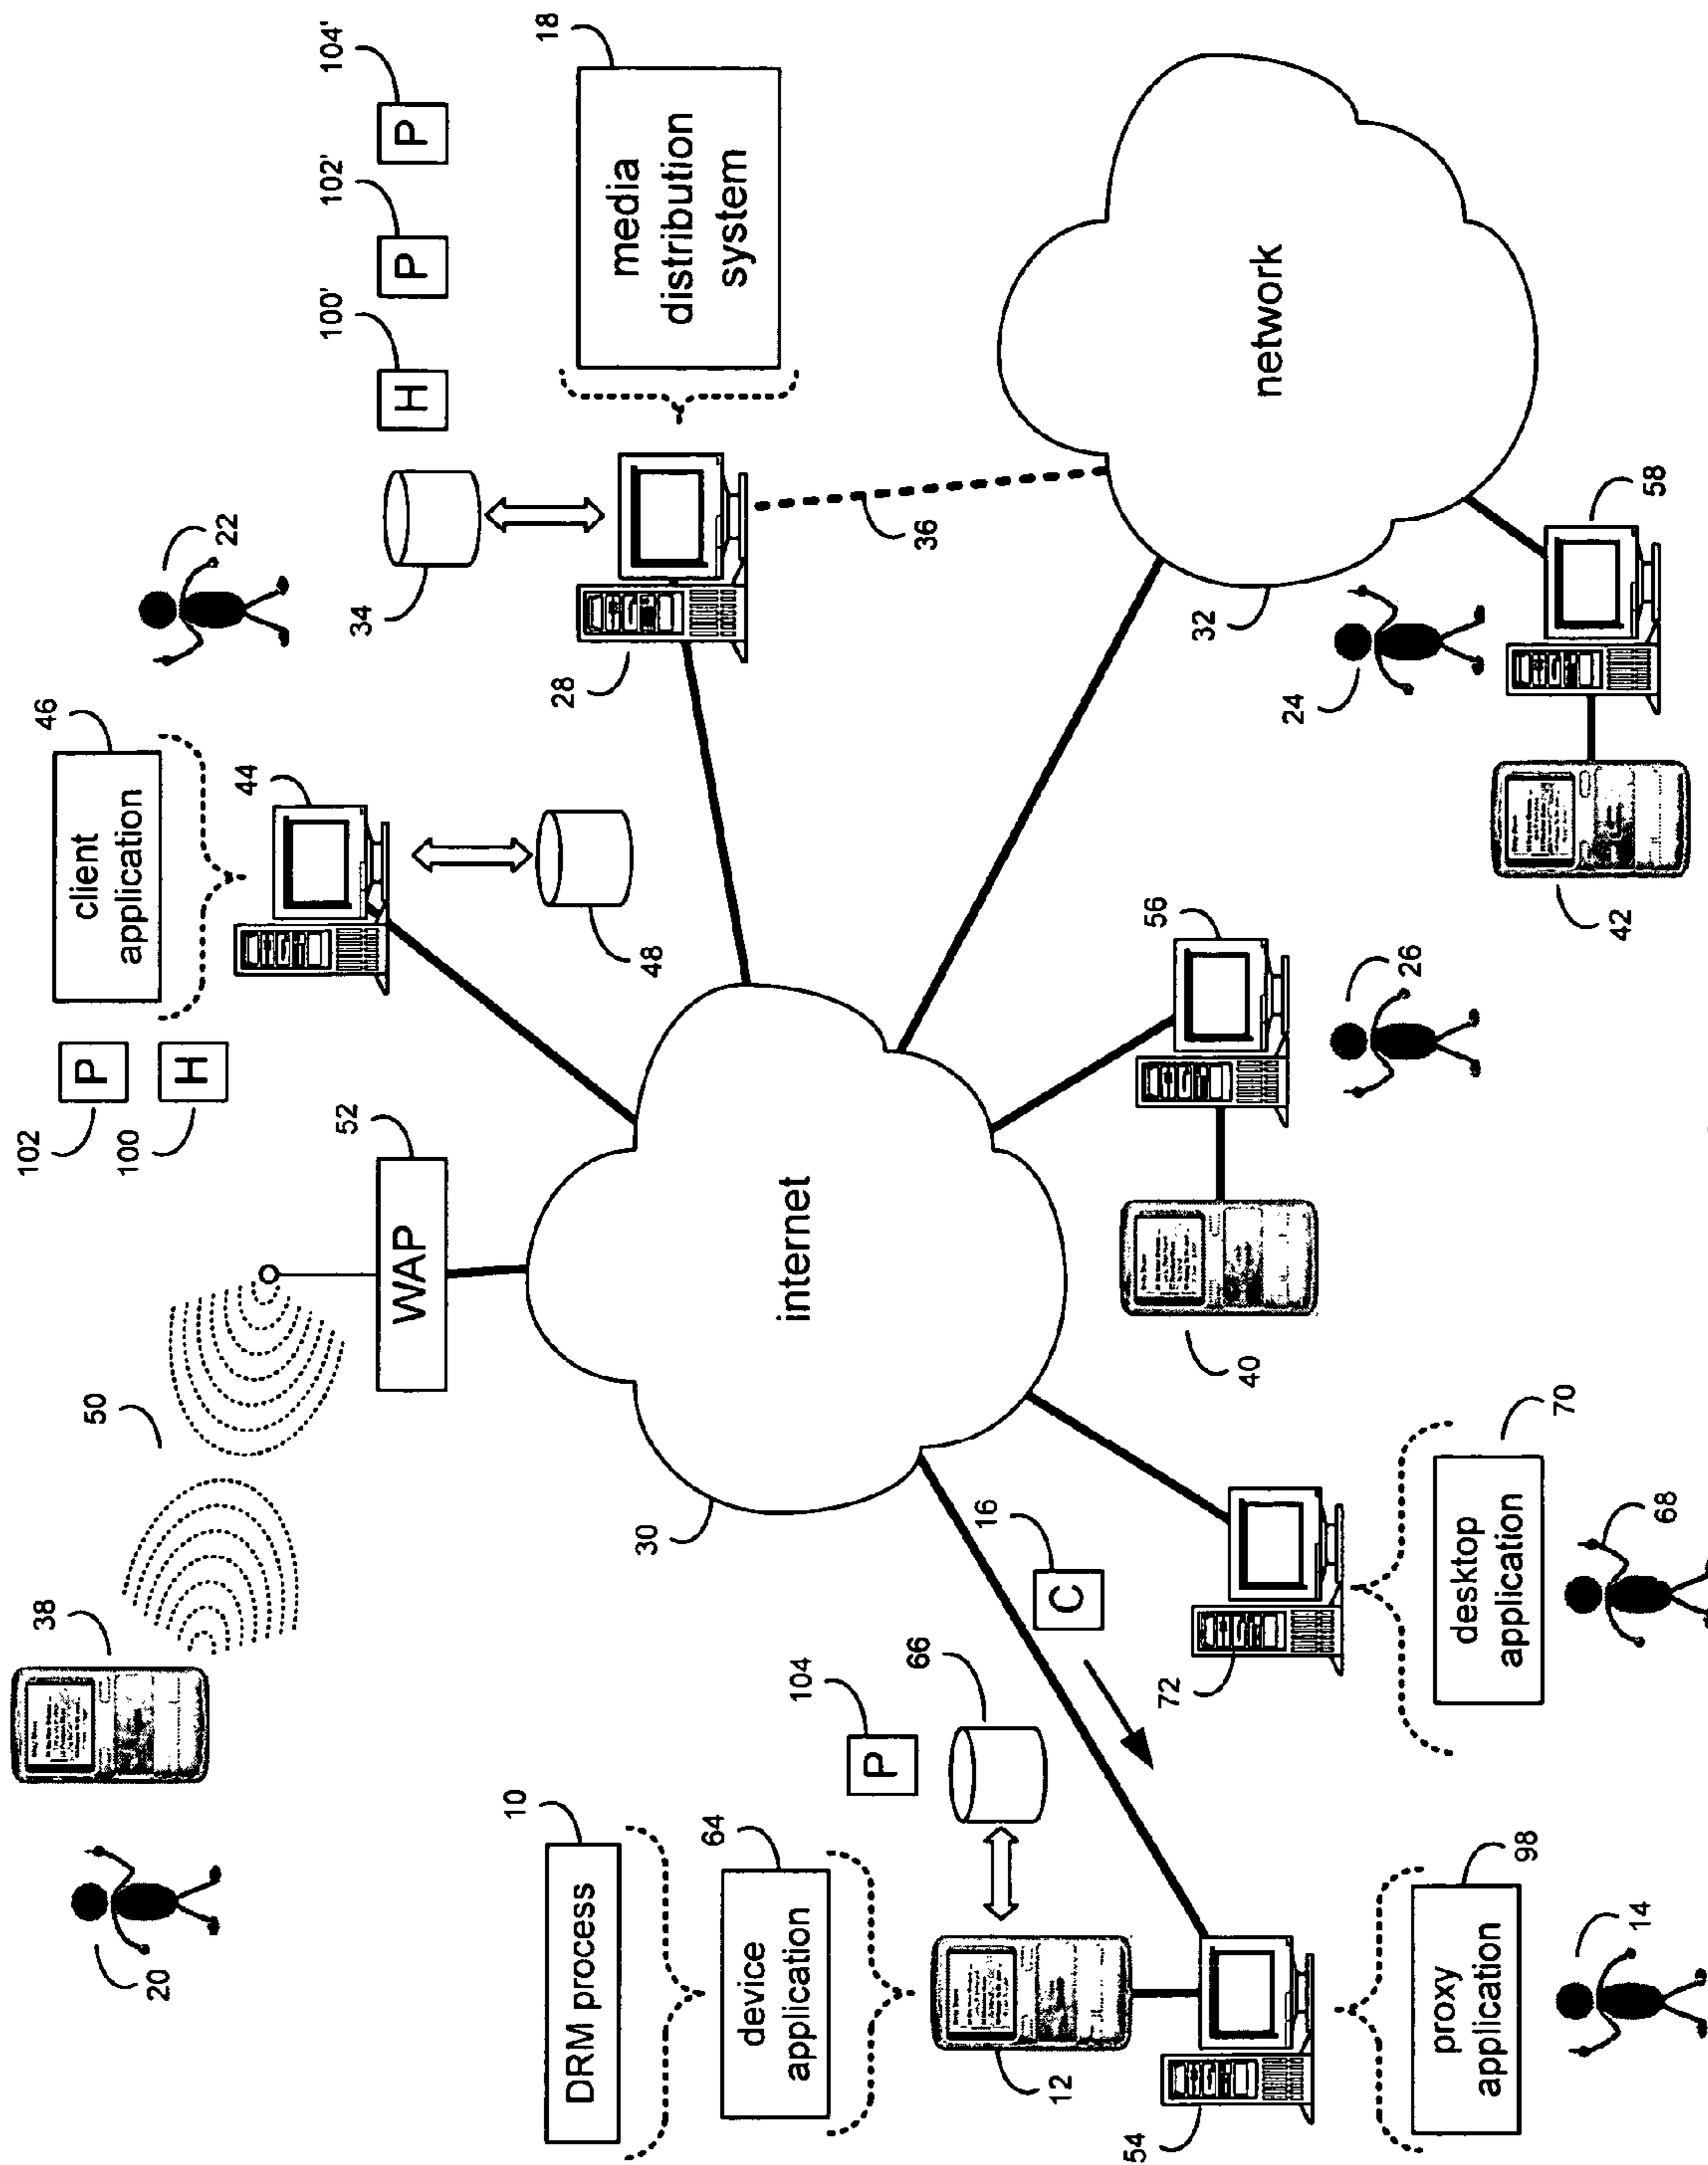 20
38
50
102
P
100
H
client
application
46
22
52
WAP
44
34
H
100'
P
102'
P
104'
DRM process
10
device
application
64
30
internet
48
28
media
distribution
system
18
P
104
66
36
12
54
C
16
72
40
56
26
42
32
24
network
58
proxy
application
98
14
desktop
application
70
68